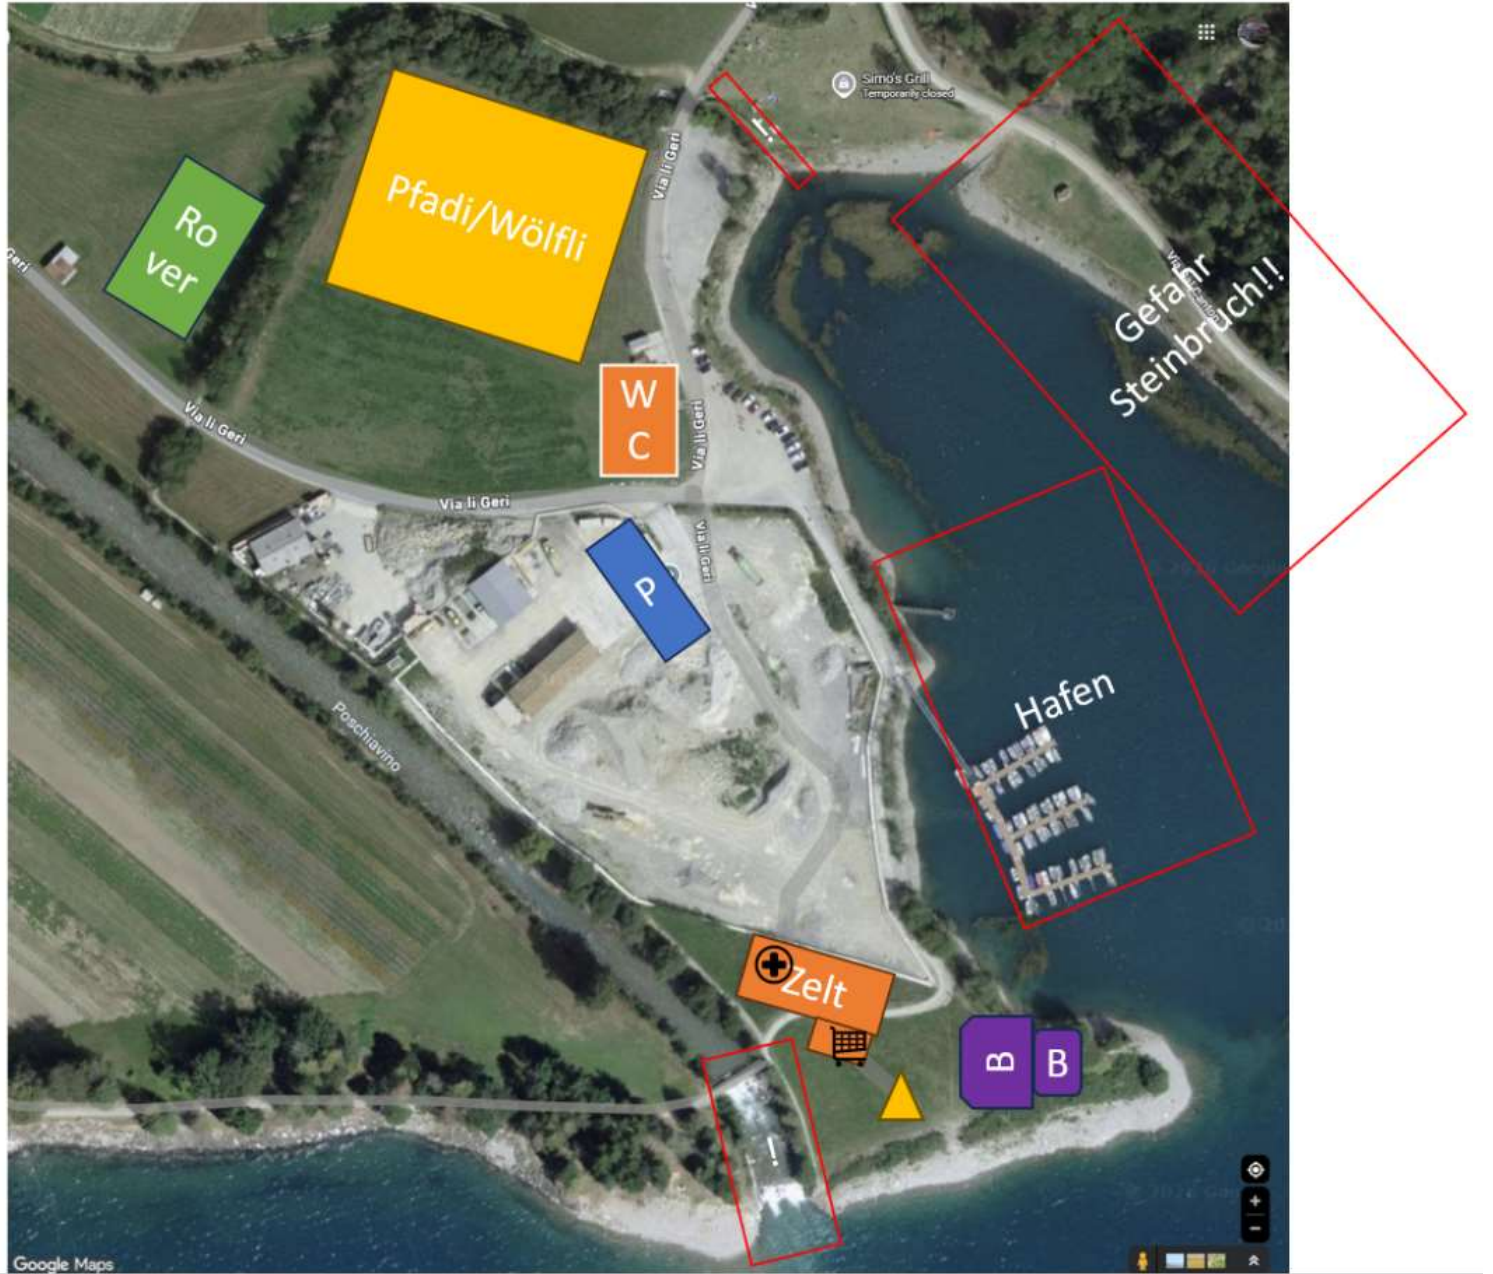 Simo's Grill
Temporarily closed
Via li Geri
Pfadi/Wölfli
Ro
ver
Geri
Gefahr
Steinbruch!!
W
C
Via li Geri
Via li Geri
Via li Geri
Via li Geri
P
Hafen
Poschiavino
Zelt
B
B
!
!
Google Maps